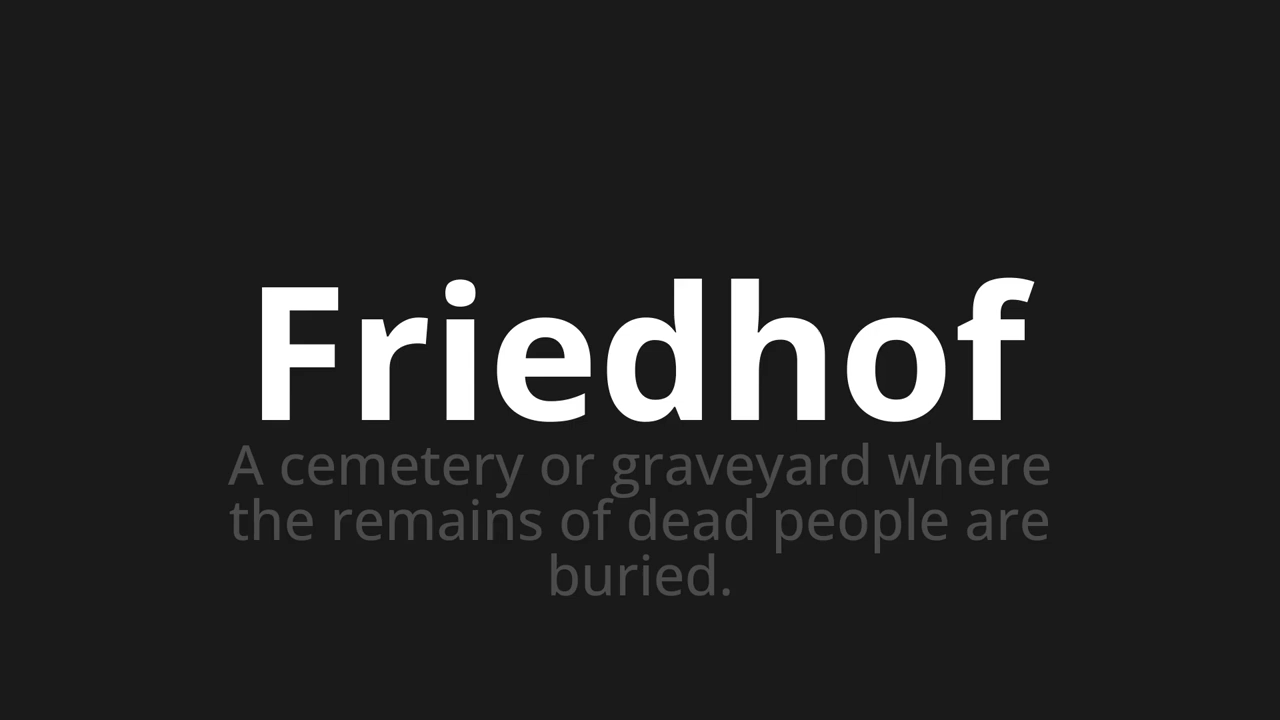 Friedhof
A cemetery or graveyard where
the remains of dead people are
buried.